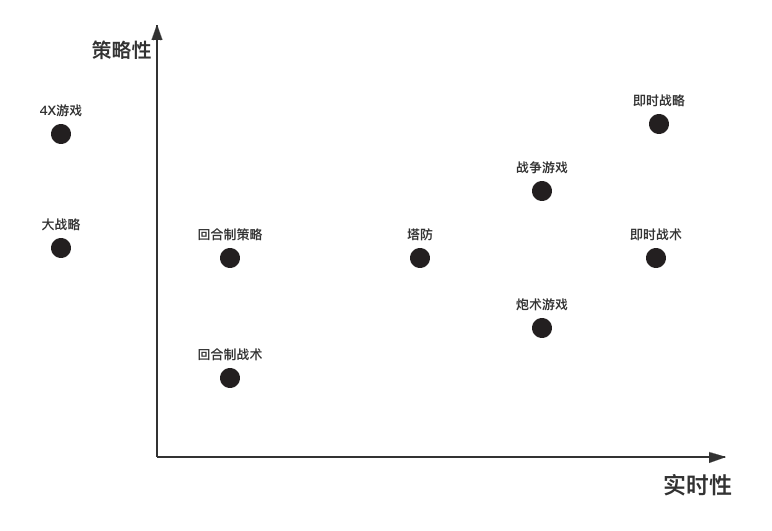 策略性
即时战略
4X游戏
战争游戏
大战略
回合制策略
塔防
即时战术
炮术游戏
回合制战术
实时性